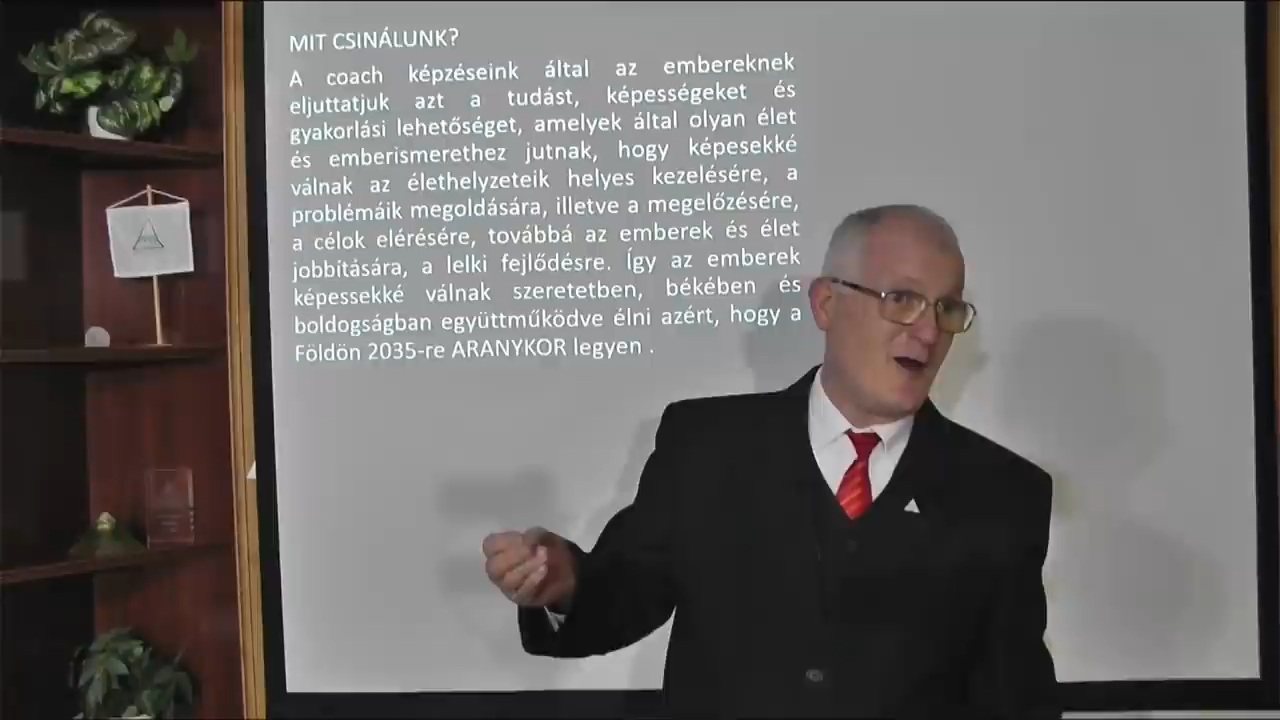 MIT CSINÁLUNK?
A coach képzéseink által az embereknek
eljuttatjuk azt a tudást, képességeket és
gyakorlási lehetőséget, amelyek által olyan élet
és emberismerethez jutnak, hogy képesekké
válnak az élethelyzeteik helyes kezelésére, a
problémáik megoldására, illetve a megelőzésére,
a célok elérésére, továbbá az emberek és élet
jobbítására, a lelki fejlődésre. Így az emberek
képessekké válnak szeretetben, békében és
boldogságban együttműködve élni azért, hogy a
Földön 2035-re ARANYKOR legyen .